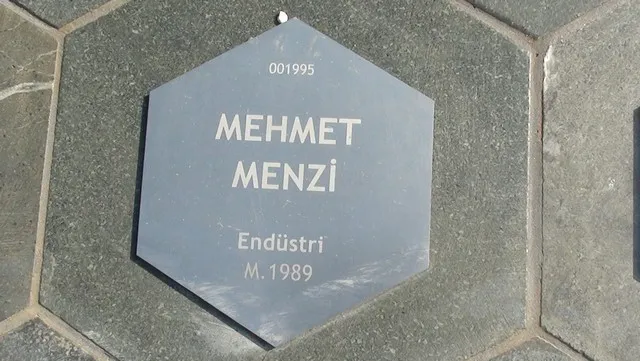 001995
MEHMET
MENZİ
Endüstri
M.1989